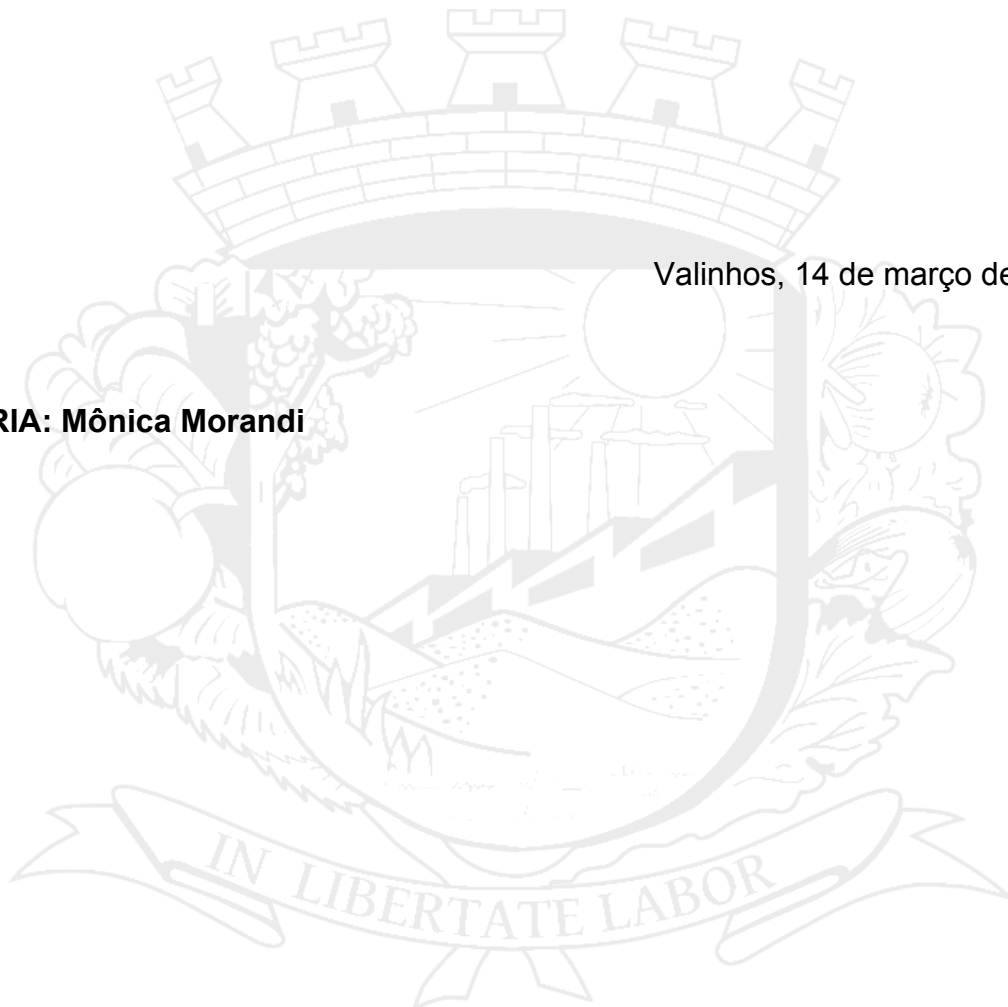 Valinhos, 14 de março de
RIA: Mônica Morandi
IN LIBERTATE LABOR